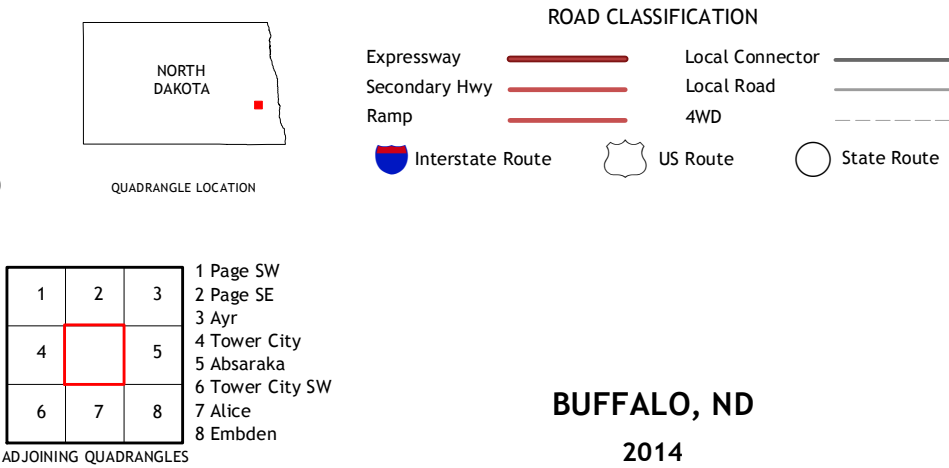 NORTH
DAKOTA
QUADRANGLE LOCATION
ROAD CLASSIFICATION
Expressway
Local Connector
Secondary Hwy
Local Road
Ramp
4WD
Interstate Route
US Route
State Route
1 2 3
4 5
6 7 8
1 Page SW
2 Page SE
3 Ayr
4 Tower City
5 Absaraka
6 Tower City SW
7 Alice
8 Embden
ADJOINING QUADRANGLES
BUFFALO, ND
2014